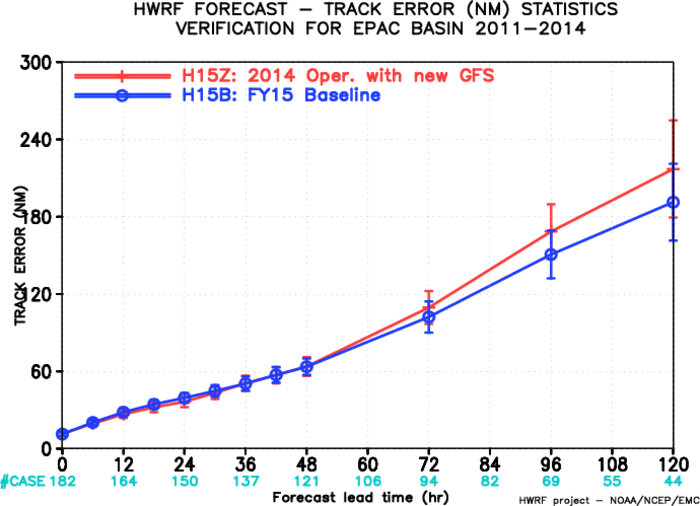 HWRF FORECAST – TRACK ERROR (NM) STATISTICS
VERIFICATION FOR EPAC BASIN 2011–2014
H15Z: 2014 Oper. with new GFS
H15B: FY15 Baseline
300
240
180
120
60
0
TRACK ERROR (NM)
0 12 24 36 48 60 72 84 96 108 120
#CASE 182 164 150 137 121 106 94 82 69 55 44
Forecast lead time (hr)
HWRF project – NOAA/NCEP/EMC